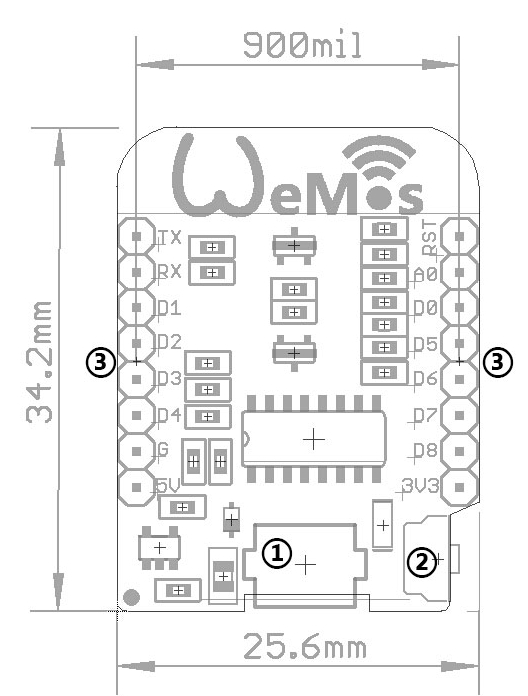 900mil
WeMos
TX RST
RX A0
D1 D0
D2 D5
③ ③
D3 D6
D4 D7
G D8
5V 3V3
34.2mm
① ②
25.6mm